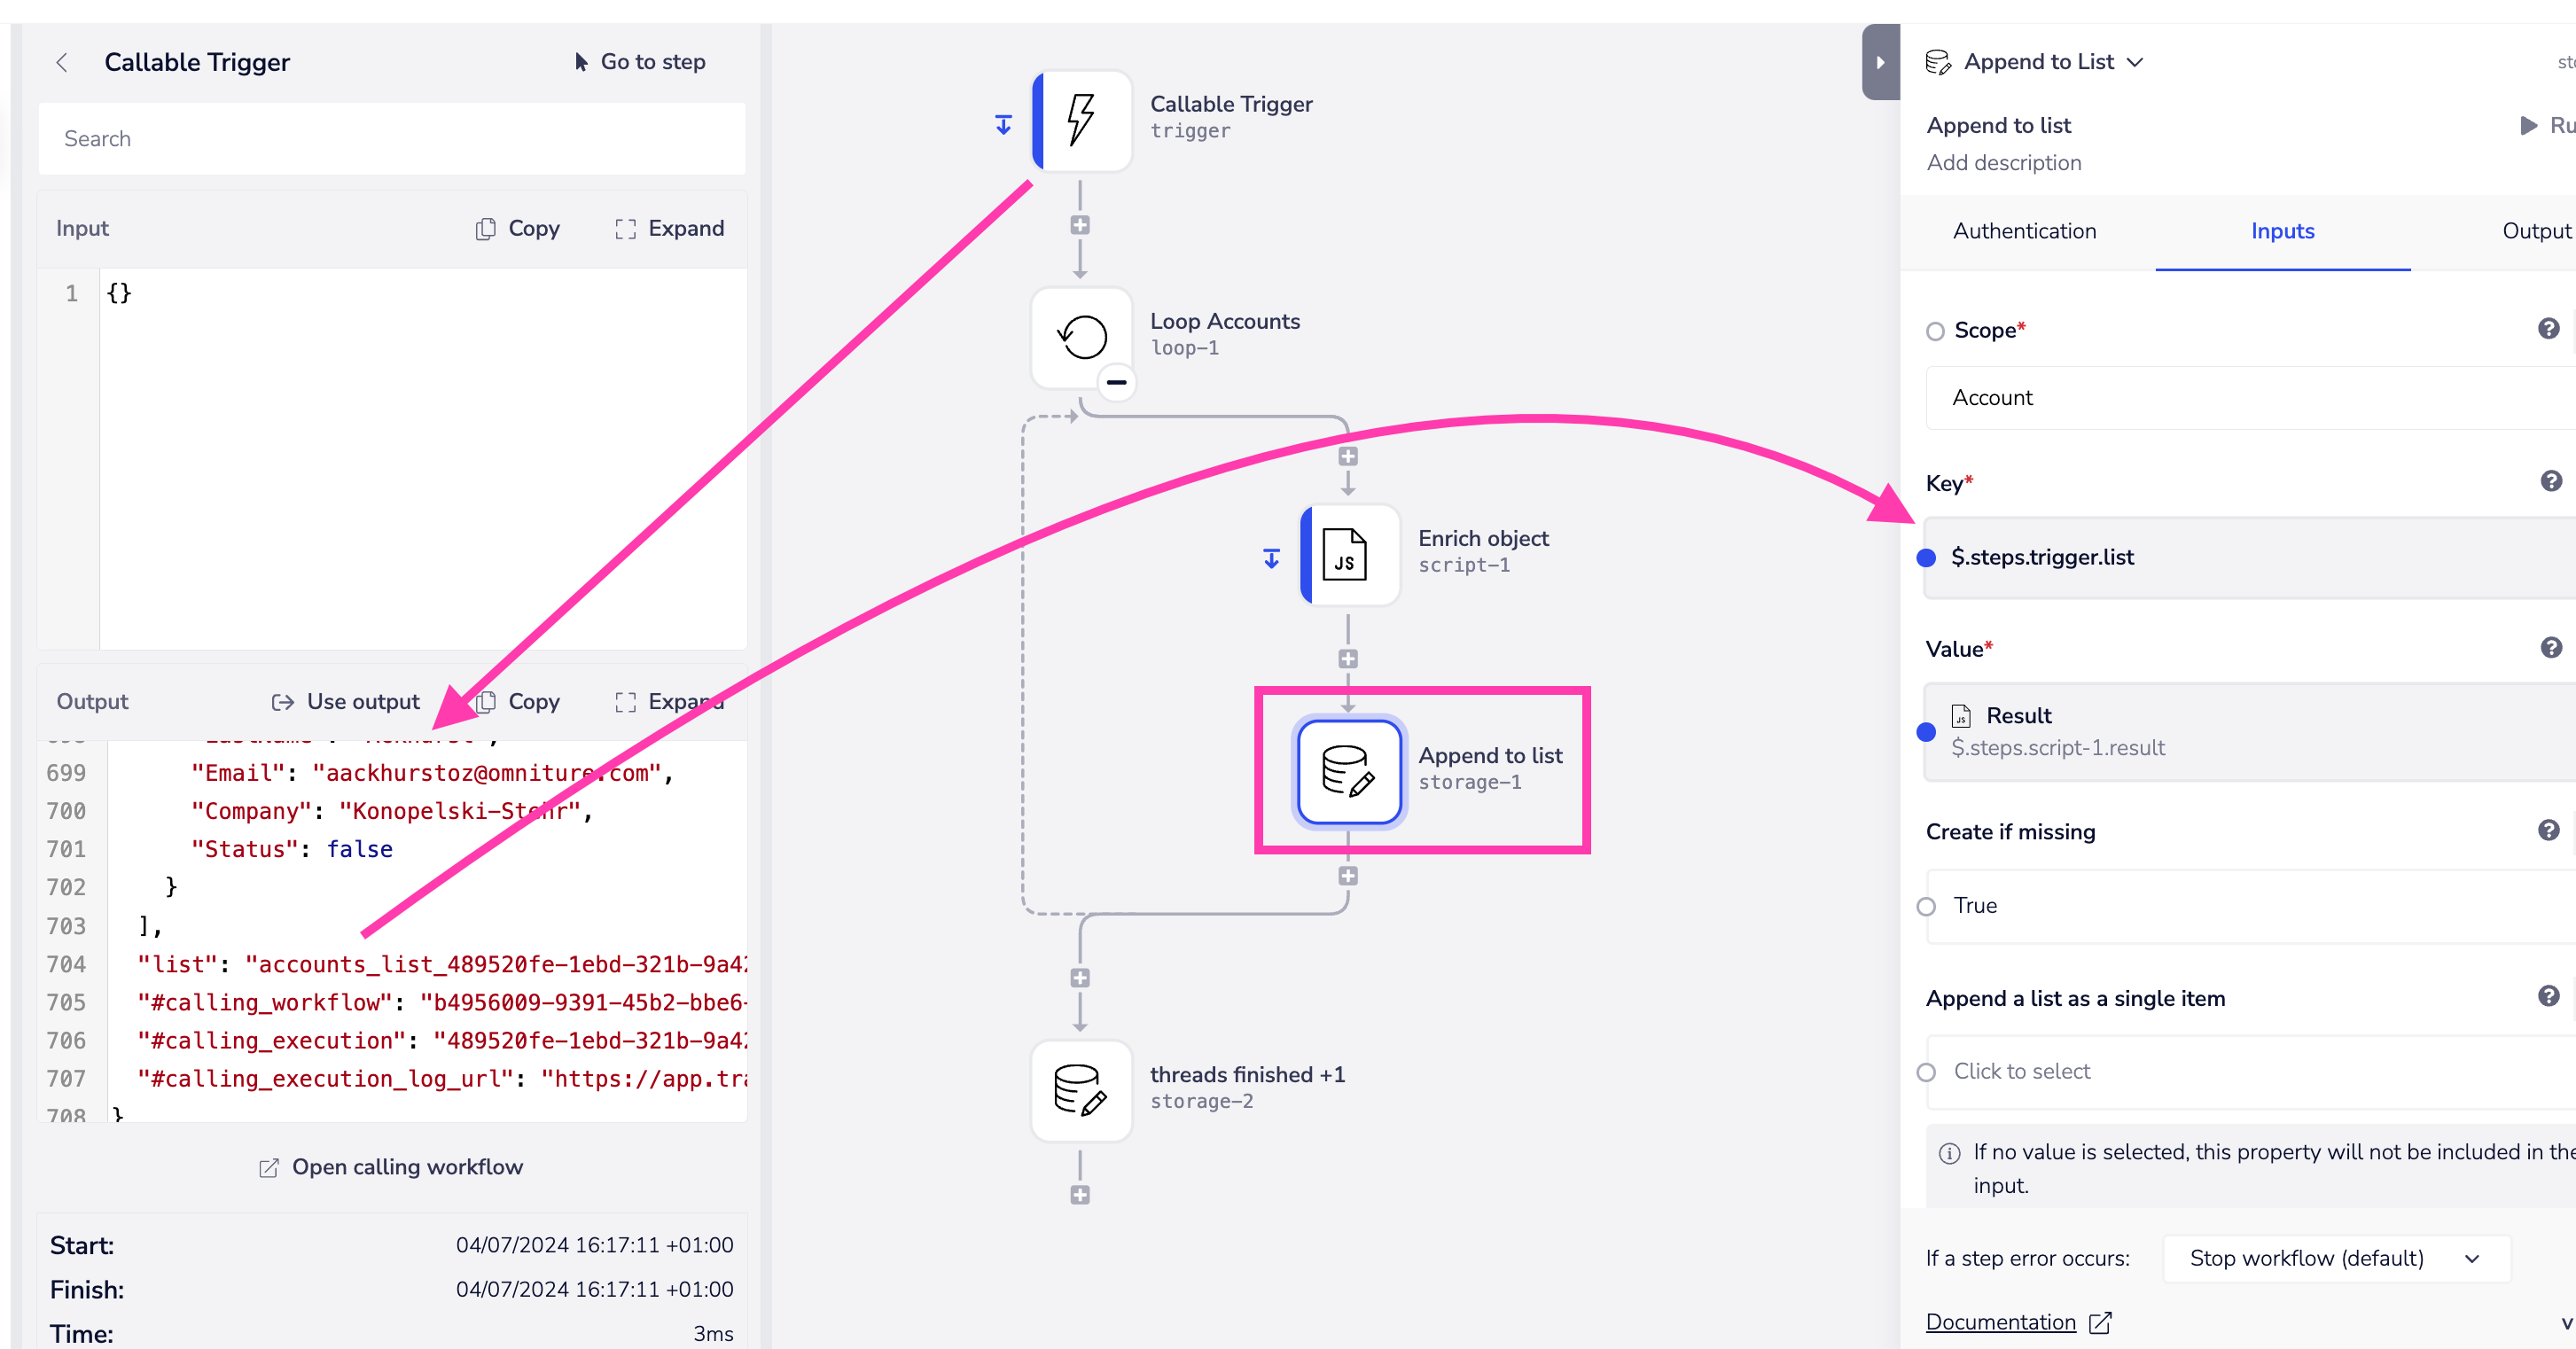 Callable Trigger
Go to step
Search
Input
Copy
Expand
1
{}
Output
Use output
Copy
Expand
699
"Email": "aackhurstoz@omniture.com",
700
"Company": "Konopelski-Stehr",
701
"Status": false
702
}
703
],
704
"list": "accounts_list_489520fe-1ebd-321b-9a42
705
"#calling_workflow": "b4956009-9391-45b2-bbe6-
706
"#calling_execution": "489520fe-1ebd-321b-9a42
707
"#calling_execution_log_url": "https://app.tra
708
}
Open calling workflow
Start:
04/07/2024 16:17:11 +01:00
Finish:
04/07/2024 16:17:11 +01:00
Time:
3ms
Callable Trigger
trigger
Loop Accounts
loop-1
JS
Enrich object
script-1
Append to list
storage-1
threads finished +1
storage-2
Append to List
Append to list
Add description
Authentication
Inputs
Output
Scope*
Account
Key*
$.steps.trigger.list
Value*
JS
Result
$.steps.script-1.result
Create if missing
True
Append a list as a single item
Click to select
If no value is selected, this property will not be included in the
input.
If a step error occurs:
Stop workflow (default)
Documentation